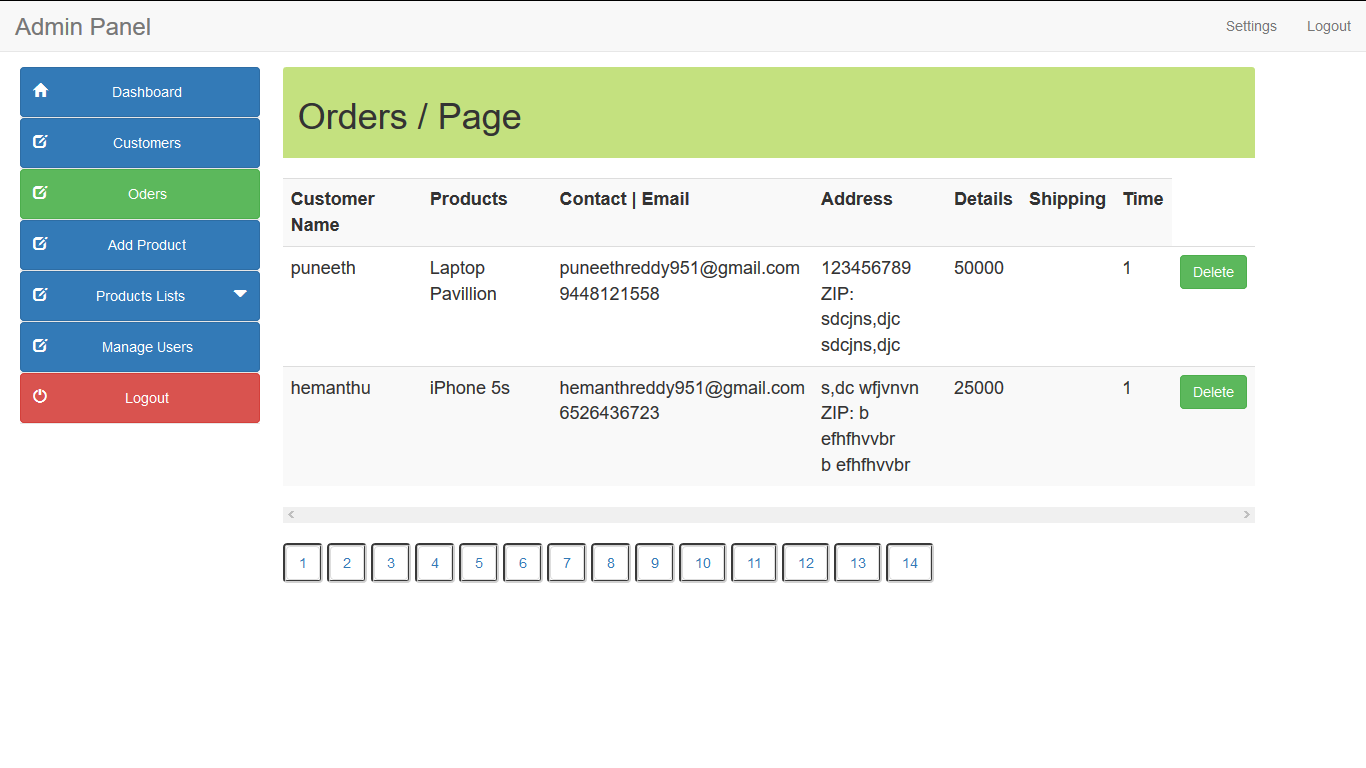 Admin Panel
Settings
Logout
Dashboard
Customers
Oders
Add Product
Products Lists
Manage Users
Logout
Orders / Page
Customer Name
Products
Contact | Email
Address
Details
Shipping
Time
puneeth
Laptop
Pavillion
puneethreddy951@gmail.com
9448121558
123456789
ZIP:
sdcjns,djc
sdcjns,djc
50000
1
Delete
hemanthu
iPhone 5s
hemanthreddy951@gmail.com
6526436723
s,dc wfjvnvn
ZIP: b
efhfhvvbr
b efhfhvvbr
25000
1
Delete
1 2 3 4 5 6 7 8 9 10 11 12 13 14